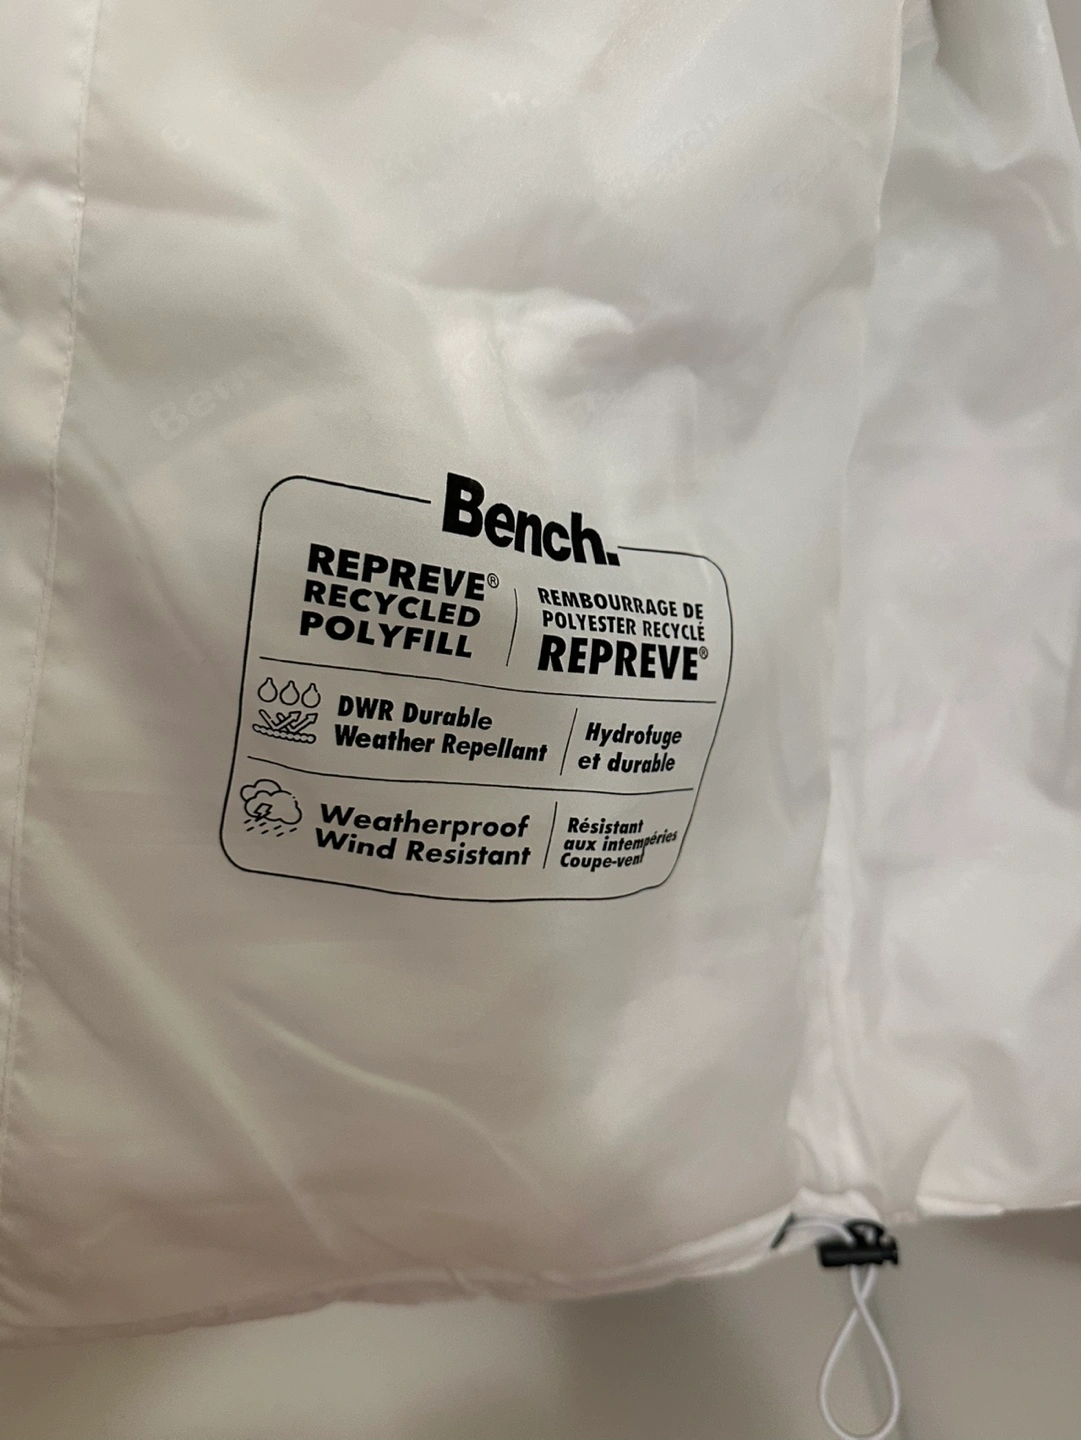 Bench.
REPREVE®
RECYCLED
POLYFILL
REMBOURRAGE DE
POLYESTER RECYCLÉ
REPREVE®
DWR Durable
Weather Repellant
Hydrofuge
et durable
Weatherproof
Wind Resistant
Résistant
aux intempéries
Coupe-vent